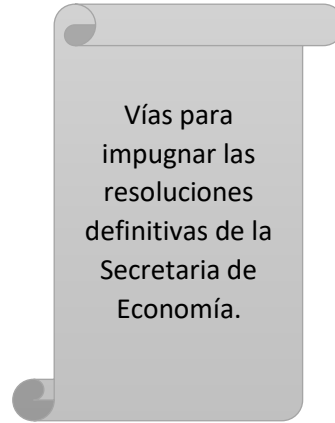 Vías para
impugnar las
resoluciones
definitivas de la
Secretaria de
Economía.